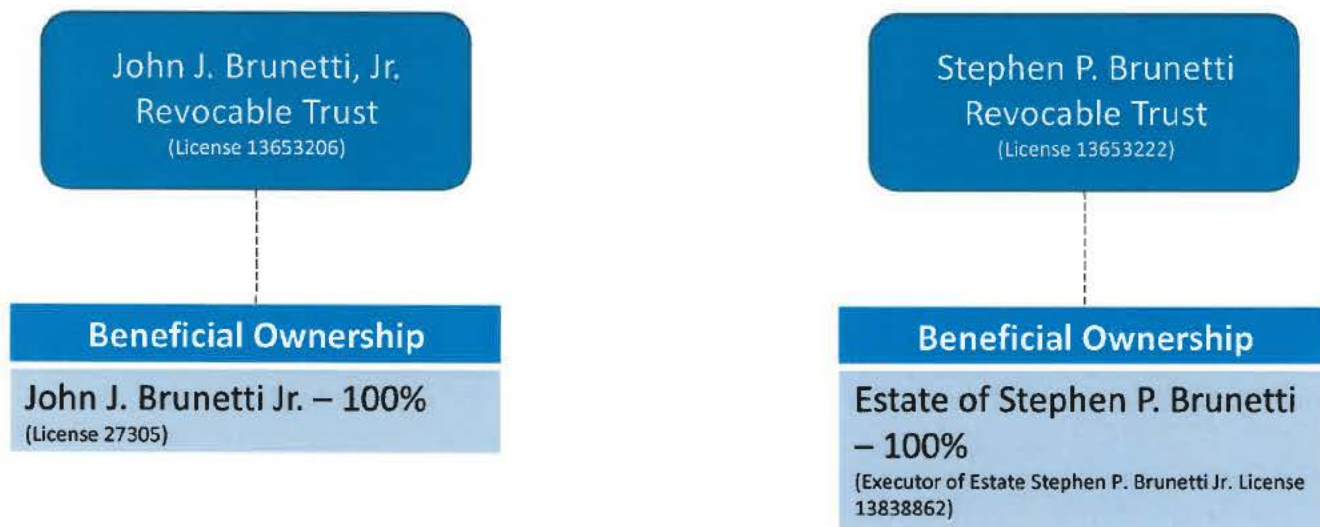 John J. Brunetti, Jr.
Revocable Trust
(License 13653206)
Beneficial Ownership
John J. Brunetti Jr. – 100%
(License 27305)
Stephen P. Brunetti
Revocable Trust
(License 13653222)
Beneficial Ownership
Estate of Stephen P. Brunetti
– 100%
(Executor of Estate Stephen P. Brunetti Jr. License
13838862)